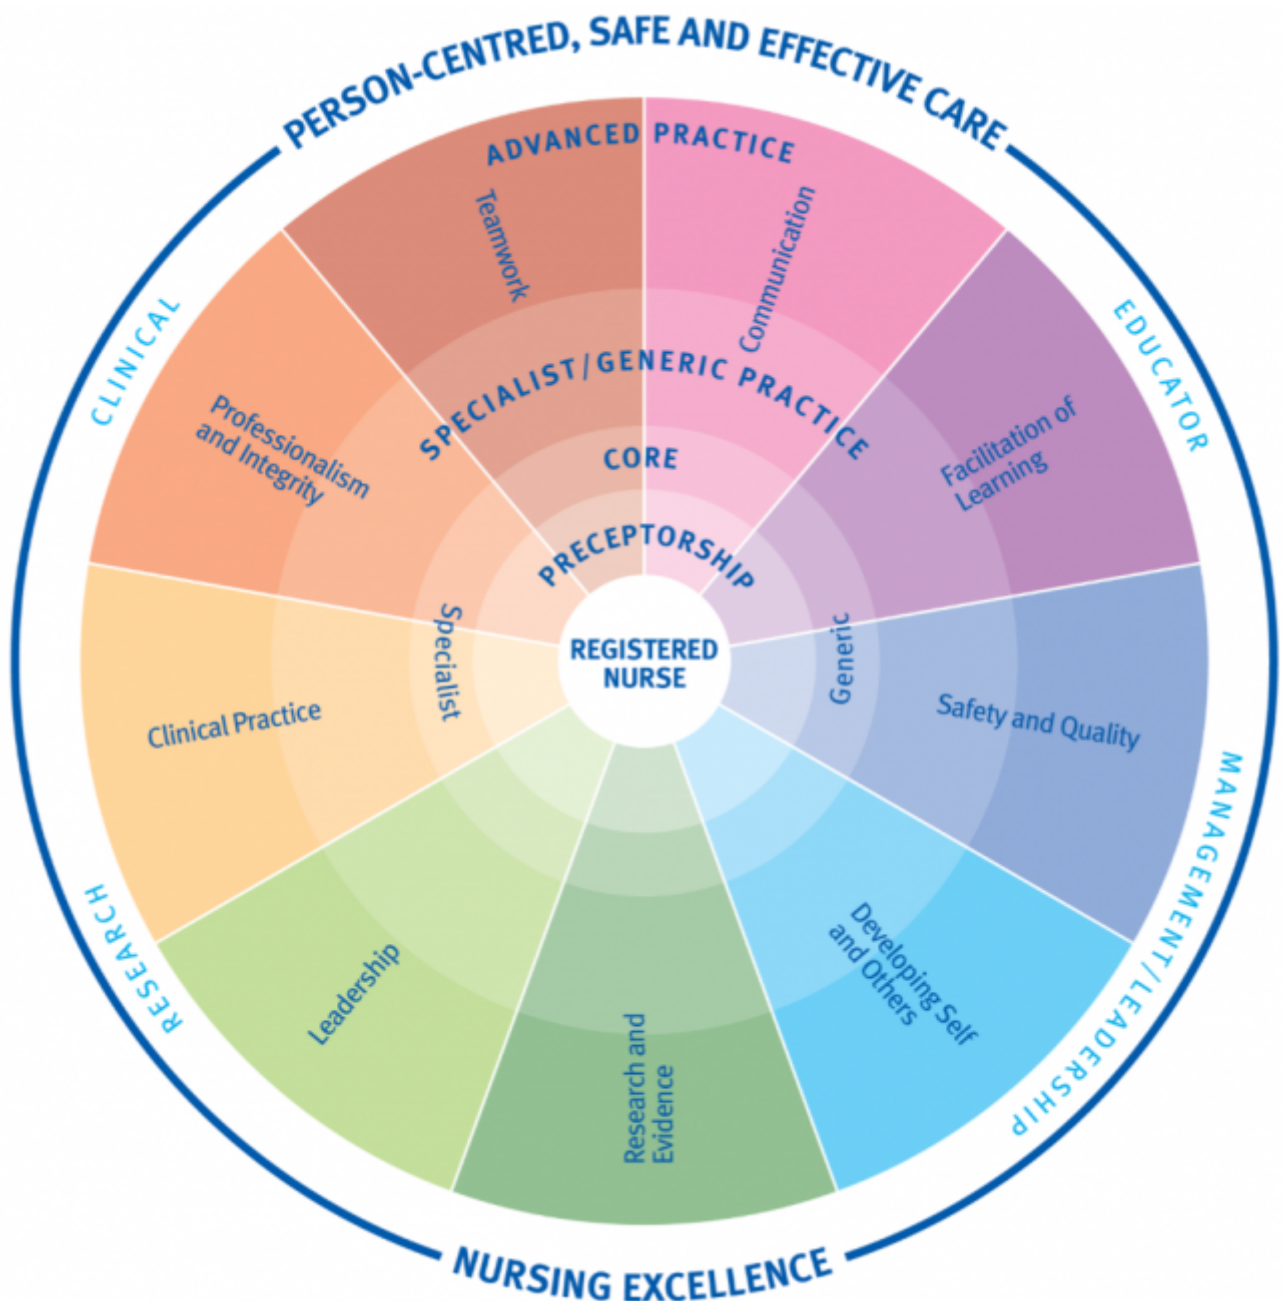 PERSON-CENTRED, SAFE AND EFFECTIVE CARE
ADVANCED PRACTICE
Teamwork
Communication
CLINICAL
EDUCATOR
SPECIALIST/GENERIC PRACTICE
Professionalism
and Integrity
Facilitation of
Learning
CORE
PRECEPTORSHIP
Specialist
Generic
REGISTERED
NURSE
Clinical Practice
Safety and Quality
MANAGEMENT/LEADERSHIP
RESEARCH
Leadership
Developing Self
and Others
Research and
Evidence
NURSING EXCELLENCE